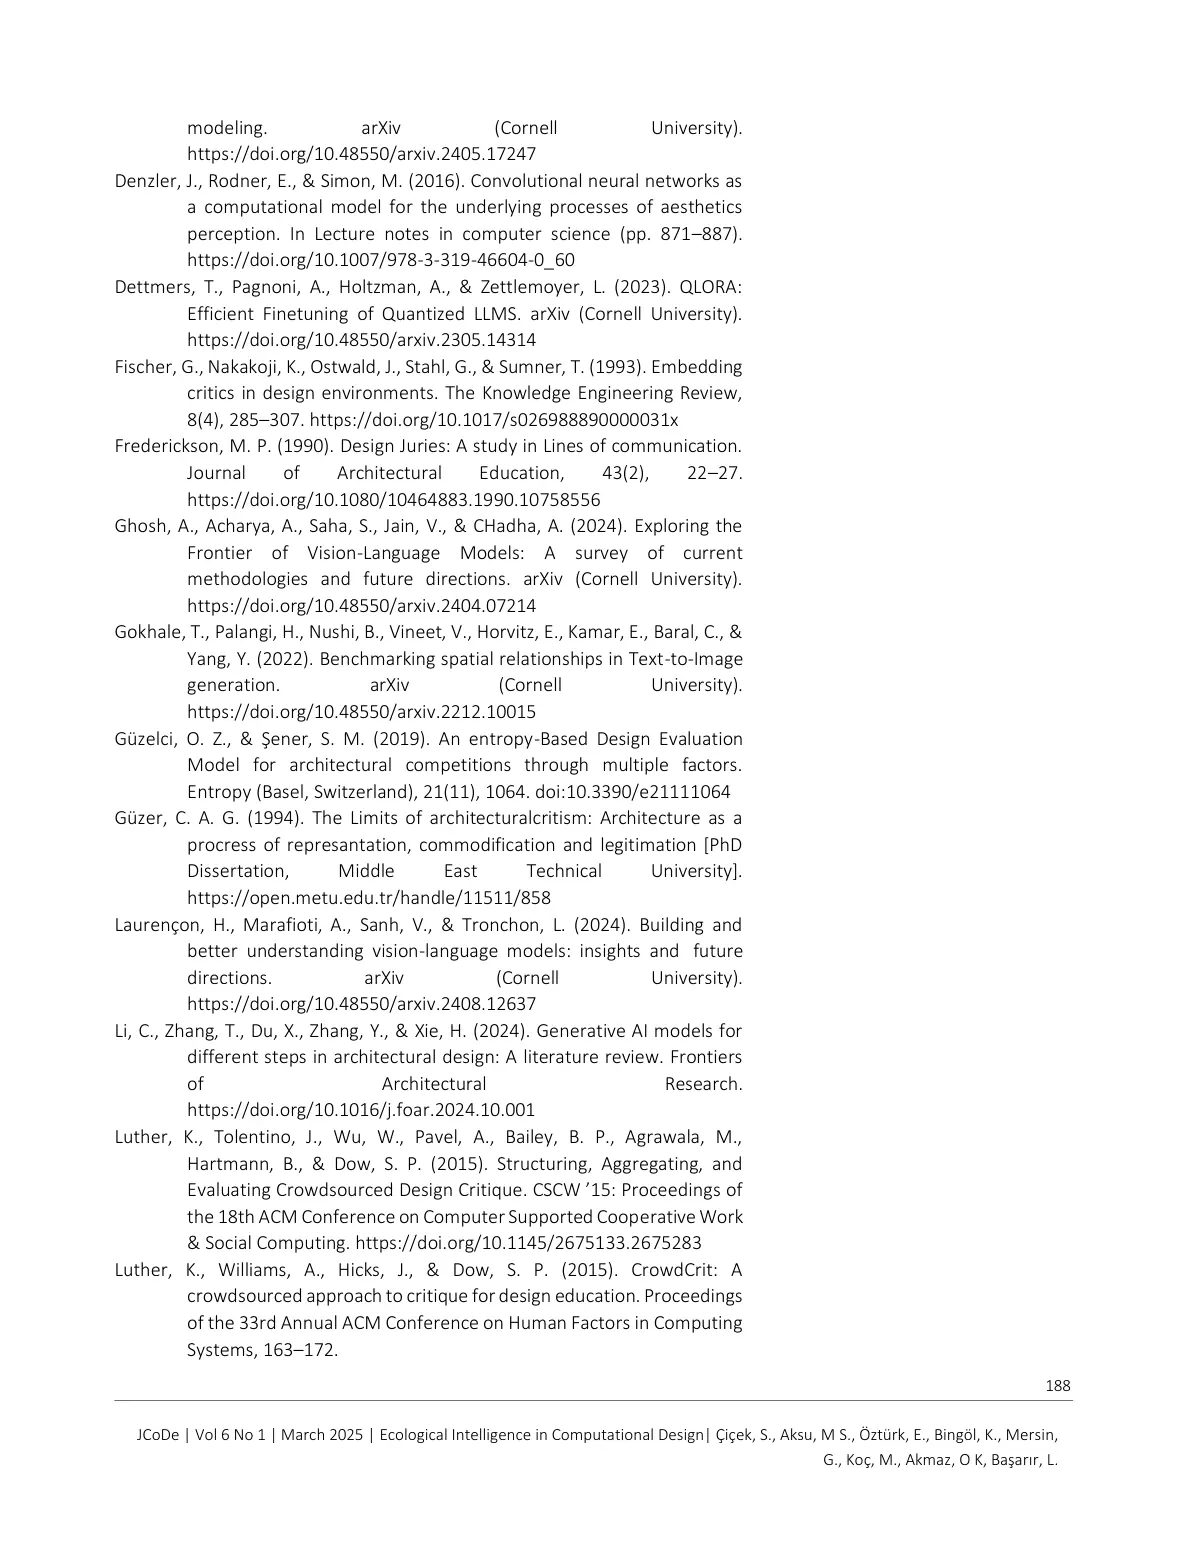 modeling. arXiv (Cornell University).
https://doi.org/10.48550/arxiv.2405.17247
Denzler, J., Rodner, E., & Simon, M. (2016). Convolutional neural networks as
a computational model for the underlying processes of aesthetics
perception. In Lecture notes in computer science (pp. 871–887).
https://doi.org/10.1007/978-3-319-46604-0_60
Dettmers, T., Pagnoni, A., Holtzman, A., & Zettlemoyer, L. (2023). QLORA:
Efficient Finetuning of Quantized LLMS. arXiv (Cornell University).
https://doi.org/10.48550/arxiv.2305.14314
Fischer, G., Nakakoji, K., Ostwald, J., Stahl, G., & Sumner, T. (1993). Embedding
critics in design environments. The Knowledge Engineering Review,
8(4), 285–307. https://doi.org/10.1017/s026988890000031x
Frederickson, M. P. (1990). Design Juries: A study in Lines of communication.
Journal of Architectural Education, 43(2), 22–27.
https://doi.org/10.1080/10464883.1990.10758556
Ghosh, A., Acharya, A., Saha, S., Jain, V., & CHadha, A. (2024). Exploring the
Frontier of Vision-Language Models: A survey of current
methodologies and future directions. arXiv (Cornell University).
https://doi.org/10.48550/arxiv.2404.07214
Gokhale, T., Palangi, H., Nushi, B., Vineet, V., Horvitz, E., Kamar, E., Baral, C., &
Yang, Y. (2022). Benchmarking spatial relationships in Text-to-Image
generation. arXiv (Cornell University).
https://doi.org/10.48550/arxiv.2212.10015
Güzelci, O. Z., & Şener, S. M. (2019). An entropy-Based Design Evaluation
Model for architectural competitions through multiple factors.
Entropy (Basel, Switzerland), 21(11), 1064. doi:10.3390/e21111064
Güzer, C. A. G. (1994). The Limits of architecturalcritism: Architecture as a
procress of represantation, commodification and legitimation [PhD
Dissertation, Middle East Technical University].
https://open.metu.edu.tr/handle/11511/858
Laurençon, H., Marafioti, A., Sanh, V., & Tronchon, L. (2024). Building and
better understanding vision-language models: insights and future
directions. arXiv (Cornell University).
https://doi.org/10.48550/arxiv.2408.12637
Li, C., Zhang, T., Du, X., Zhang, Y., & Xie, H. (2024). Generative AI models for
different steps in architectural design: A literature review. Frontiers
of Architectural Research.
https://doi.org/10.1016/j.foar.2024.10.001
Luther, K., Tolentino, J., Wu, W., Pavel, A., Bailey, B. P., Agrawala, M.,
Hartmann, B., & Dow, S. P. (2015). Structuring, Aggregating, and
Evaluating Crowdsourced Design Critique. CSCW ’15: Proceedings of
the 18th ACM Conference on Computer Supported Cooperative Work
& Social Computing. https://doi.org/10.1145/2675133.2675283
Luther, K., Williams, A., Hicks, J., & Dow, S. P. (2015). CrowdCrit: A
crowdsourced approach to critique for design education. Proceedings
of the 33rd Annual ACM Conference on Human Factors in Computing
Systems, 163–172.
188
JCoDe | Vol 6 No 1 | March 2025 | Ecological Intelligence in Computational Design| Çiçek, S., Aksu, M S., Öztürk, E., Bingöl, K., Mersin,
G., Koç, M., Akmaz, O K, Başarır, L.